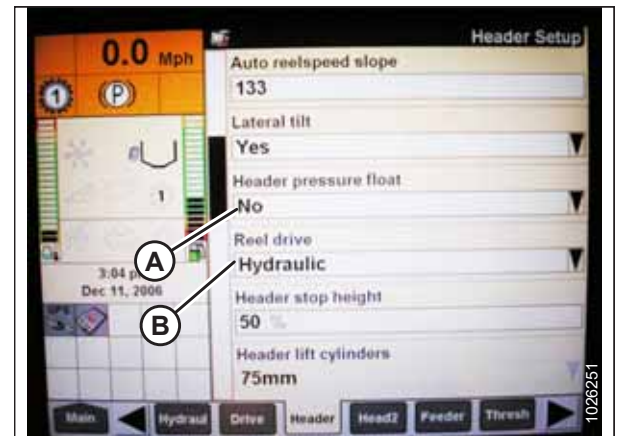 Header Setup
0.0 Mph
1
P
1
3:04 p
Dec 11, 2006
Auto reelspeed slope
133
Lateral tilt
Yes
Header pressure float
No
A
Reel drive
Hydraulic
B
Header stop height
50 %
Header lift cylinders
75mm
Main
Hydraul
Drive
Header
Head2
Feeder
Thresh
1026251